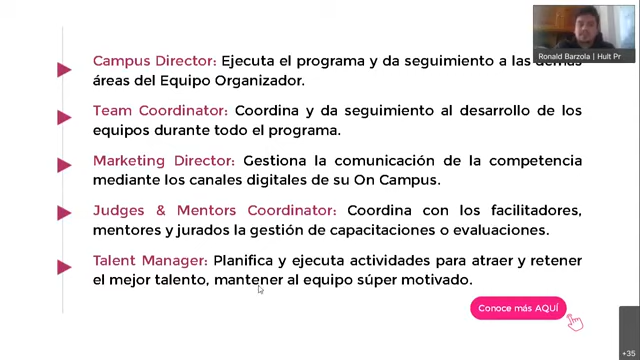 Campus Director: Ejecuta el programa y da seguimiento a las demás
áreas del Equipo Organizador.
Team Coordinator: Coordina y da seguimiento al desarrollo de los
equipos durante todo el programa.
Marketing Director: Gestiona la comunicación de la competencia
mediante los canales digitales de su On Campus.
Judges & Mentors Coordinator: Coordina con los facilitadores,
mentores y jurados la gestión de capacitaciones o evaluaciones.
Talent Manager: Planifica y ejecuta actividades para atraer y retener
el mejor talento, mantener al equipo súper motivado.
Conoce más AQUÍ
Ronald Barzola | Hult Pr
+35